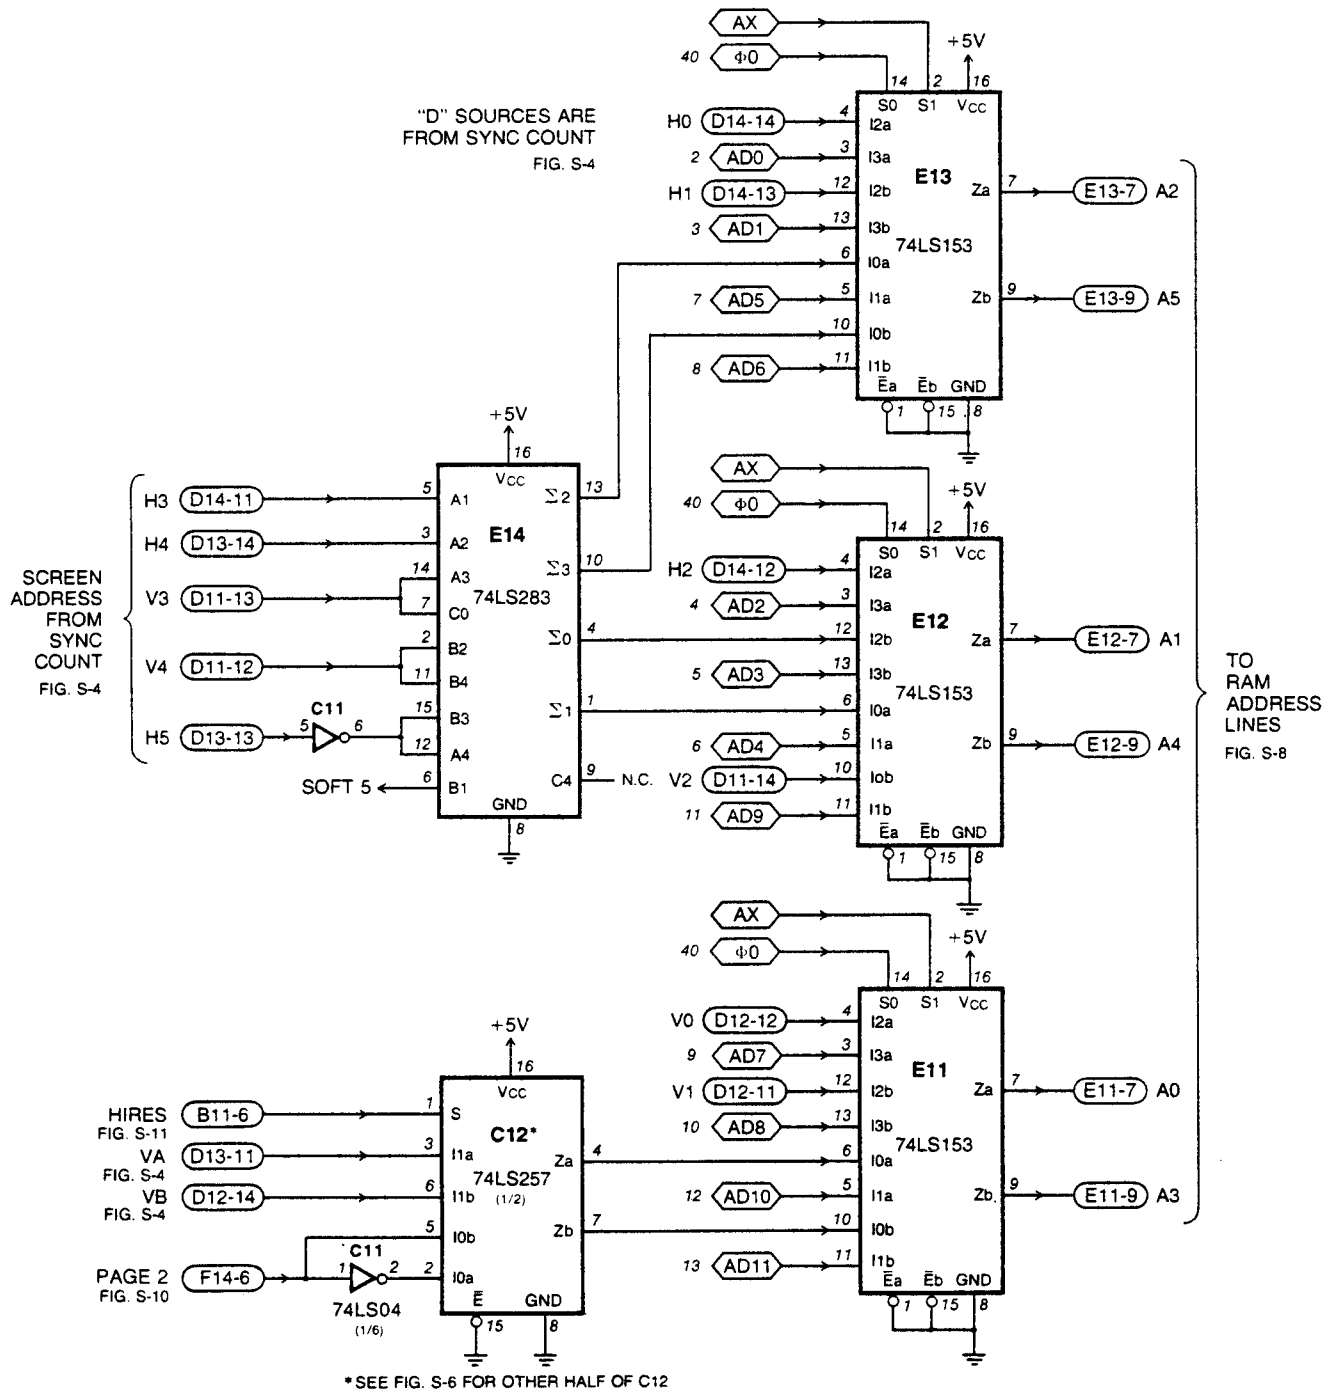 AX
40 Φ0
+5V
14 2 16
S0 S1 VCC
"D" SOURCES ARE
FROM SYNC COUNT
FIG. S-4
H0 D14-14 4 I2a
2 AD0 3 I3a
E13
H1 D14-13 12 I2b
Za 7 E13-7 A2
3 AD1 13 I3b
74LS153
6 I0a
7 AD5 5 I1a
Zb 9 E13-9 A5
10 I0b
8 AD6 11 I1b
Ea Eb GND
1 15 8
+5V
16
VCC
SCREEN
ADDRESS
FROM
SYNC
COUNT
FIG. S-4
H3 D14-11 5 A1
Σ2 13
E14
H4 D13-14 3 A2
Σ3 10
14 A3
74LS283
V3 D11-13
7 C0
Σ0 4
2 B2
V4 D11-12
11 B4
Σ1 1
C11
15 B3
H5 D13-13 5 6
12 A4
SOFT 5 6 B1
C4 9 N.C.
GND
8
AX
40 Φ0
+5V
14 2 16
S0 S1 VCC
H2 D14-12 4 I2a
4 AD2 3 I3a
E12
12 I2b
Za 7 E12-7 A1
5 AD3 13 I3b
74LS153
6 I0a
6 AD4 5 I1a
Zb 9 E12-9 A4
V2 D11-14 10 I0b
11 AD9 11 I1b
Ea Eb GND
1 15 8
TO
RAM
ADDRESS
LINES
FIG. S-8
AX
40 Φ0
+5V
14 2 16
S0 S1 VCC
V0 D12-12 4 I2a
9 AD7 3 I3a
E11
V1 D12-11 12 I2b
Za 7 E11-7 A0
10 AD8 13 I3b
74LS153
6 I0a
12 AD10 5 I1a
Zb 9 E11-9 A3
10 I0b
13 AD11 11 I1b
Ea Eb GND
1 15 8
+5V
16
VCC
HIRES B11-6 1 S
FIG. S-11
C12*
VA D13-11 3 I1a
FIG. S-4
Za 4
74LS257
(1/2)
VB D12-14 6 I1b
FIG. S-4
Zb 7
5 I0b
C11
PAGE 2 F14-6 1 2 2 I0a
FIG. S-10
74LS04
(1/6)
E GND
15 8
*SEE FIG. S-6 FOR OTHER HALF OF C12